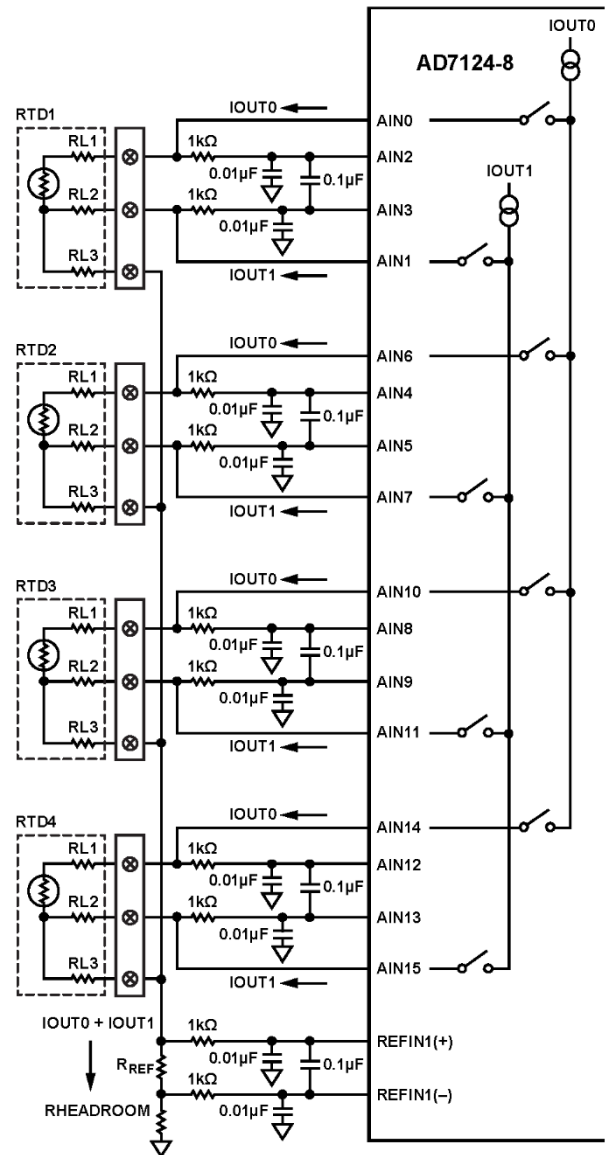 IOUT0
AD7124-8
RTD1
IOUT0
AIN0
RL1
1kΩ
AIN2
0.01µF
0.1µF
IOUT1
RL2
1kΩ
AIN3
0.01µF
RL3
IOUT1
AIN1
RTD2
IOUT0
AIN6
RL1
1kΩ
AIN4
0.01µF
0.1µF
RL2
1kΩ
AIN5
0.01µF
RL3
IOUT1
AIN7
RTD3
IOUT0
AIN10
RL1
1kΩ
AIN8
0.01µF
0.1µF
RL2
1kΩ
AIN9
0.01µF
RL3
IOUT1
AIN11
RTD4
IOUT0
AIN14
RL1
1kΩ
AIN12
0.01µF
0.1µF
RL2
1kΩ
AIN13
0.01µF
RL3
IOUT1
AIN15
IOUT0 + IOUT1
1kΩ
REFIN1(+)
RREF
0.01µF
0.1µF
1kΩ
REFIN1(–)
RHEADROOM
0.01µF